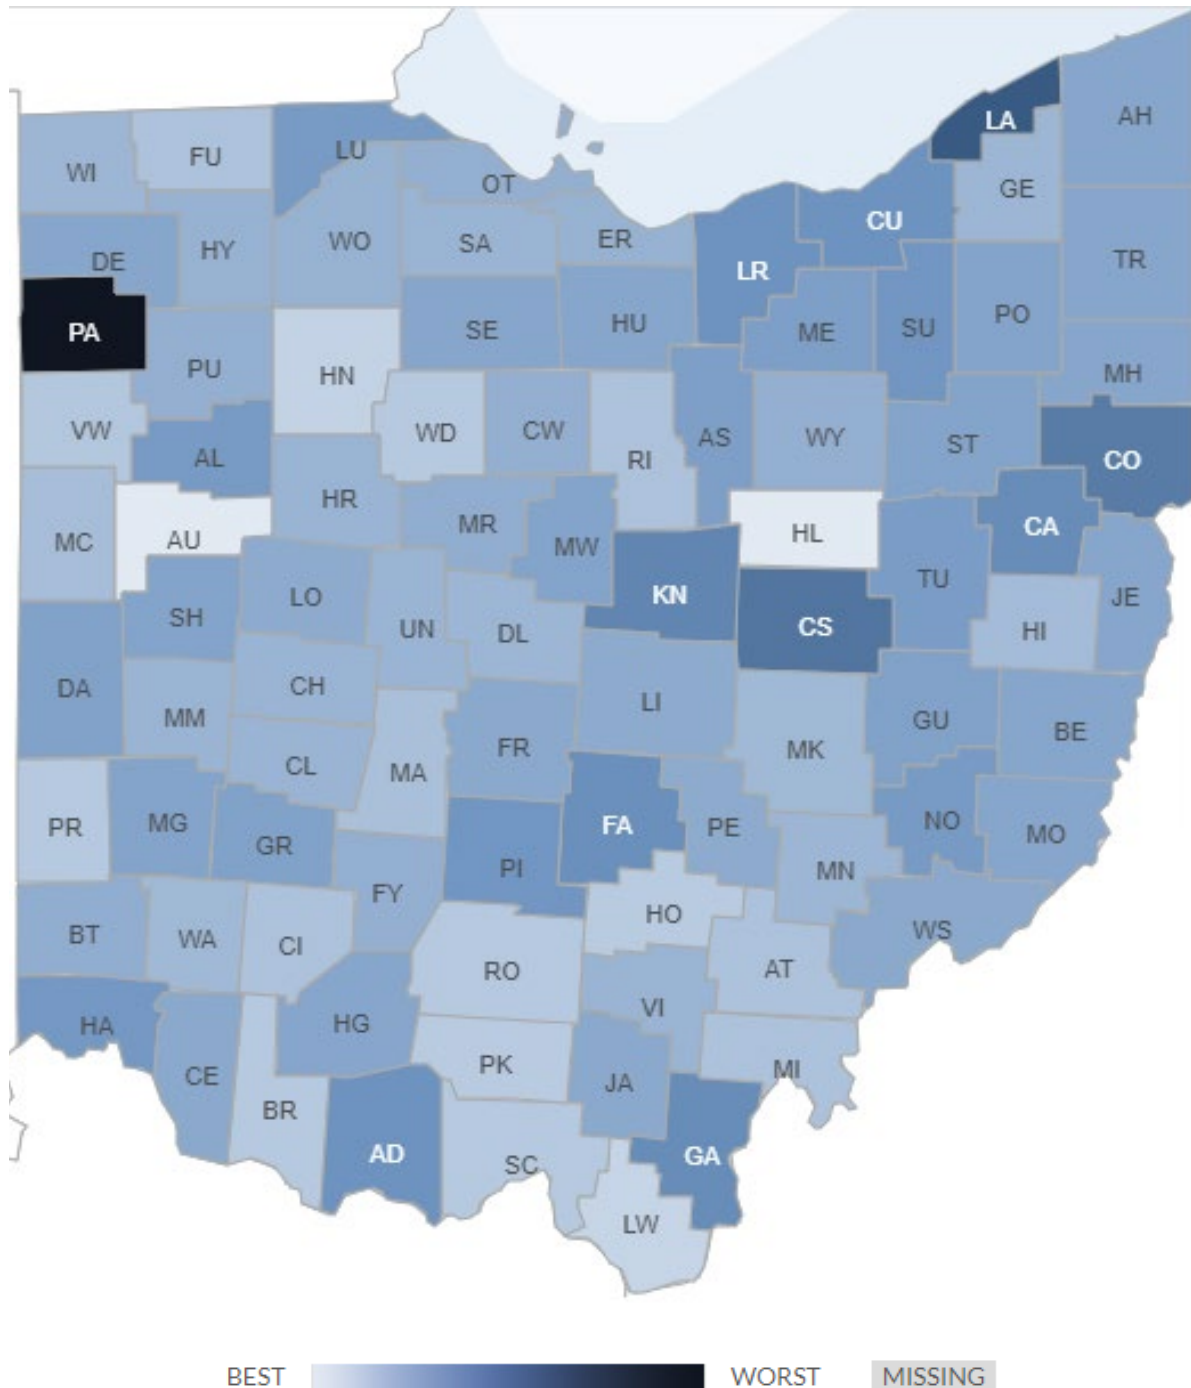 LA
AH
FU
LU
WI
OT
GE
CU
HY
WO
SA
ER
DE
TR
LR
PO
PA
SE
HU
ME
SU
PU
HN
MH
VW
WD
CW
AS
WY
ST
AL
RI
CO
HR
MC
AU
MR
MW
HL
CA
TU
LO
KN
JE
SH
UN
DL
CS
HI
DA
CH
LI
MM
GU
BE
CL
MA
FR
MK
PR
MG
GR
FA
PE
NO
MO
PI
MN
FY
BT
WA
CI
HO
WS
RO
AT
HA
HG
VI
CE
PK
JA
MI
BR
AD
SC
GA
LW
BEST WORST MISSING